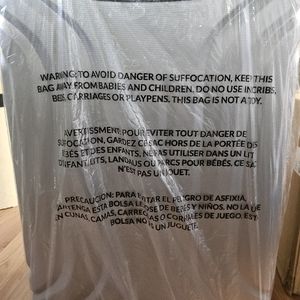 WARNING: TO AVOID DANGER OF SUFFOCATION, KEEP THIS
BAG AWAY FROM BABIES AND CHILDREN. DO NOT USE IN CRIBS,
BEDS, CARRIAGES OR PLAYPENS. THIS BAG IS NOT A TOY.
AVERTISSEMENT: POUR EVITER TOUT DANGER DE
SUFFOCATION, GARDEZ CE SAC HORS DE LA PORTÉE DES
BÉBÉS ET DES ENFANTS, NE PAS UTILISER DANS UN LIT
D'ENFANT, LITS, LANDAUS OU PARCS POUR BÉBÉS. CE SAC
N'EST PAS UN JOUET.
PRECAUCION: PARA EVITAR EL PELIGRO DE ASFIXIA,
MANTENGA ESTA BOLSA LEJOS DE BEBES Y NIÑOS. NO LA USE
EN CUNAS, CAMAS, CARREOLAS O CORRALES DE JUEGO. ESTA
BOLSA NO ES UN JUGUETE.